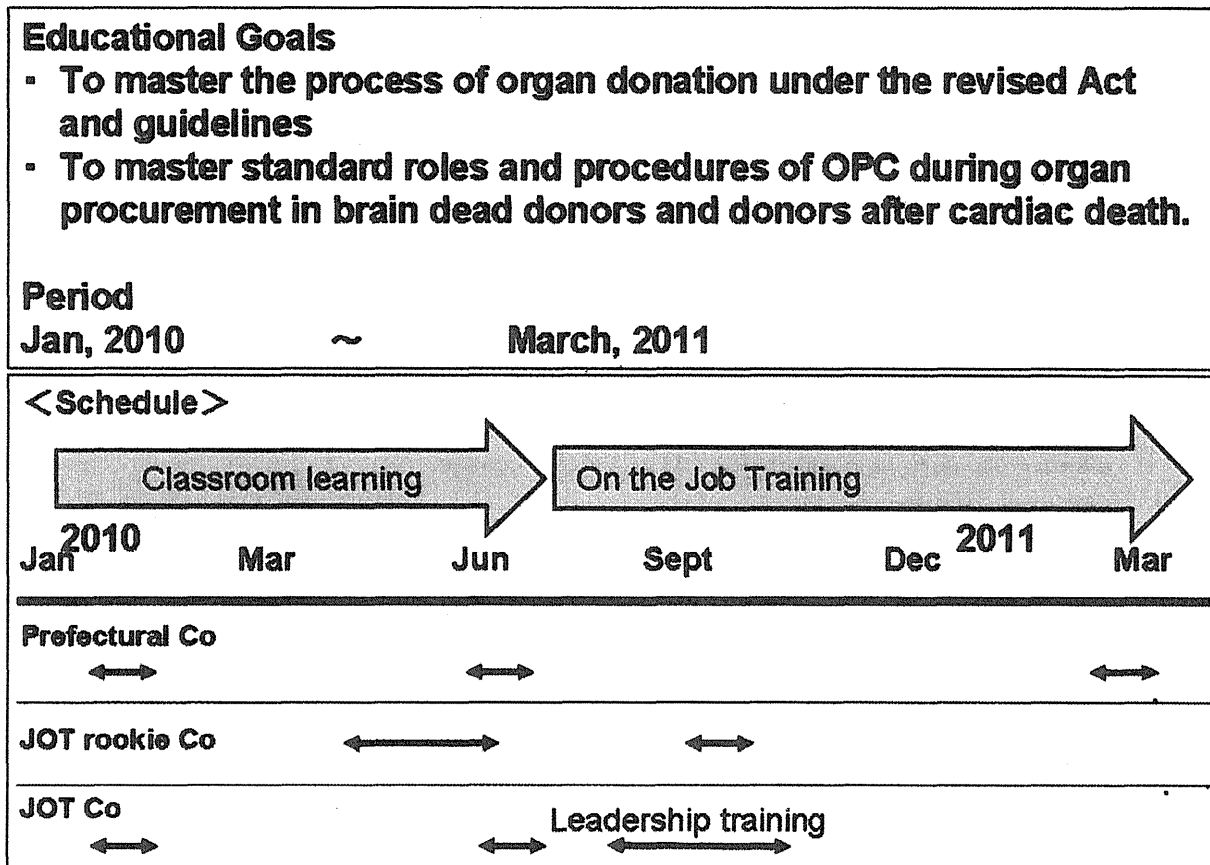 Educational Goals
- To master the process of organ donation under the revised Act
and guidelines
- To master standard roles and procedures of OPC during organ
procurement in brain dead donors and donors after cardiac death.
Period
Jan, 2010 ~ March, 2011
<Schedule>
Classroom learning On the Job Training
2010 2011
Jan Mar Jun Sept Dec Mar
Prefectural Co
JOT rookie Co
JOT Co
Leadership training